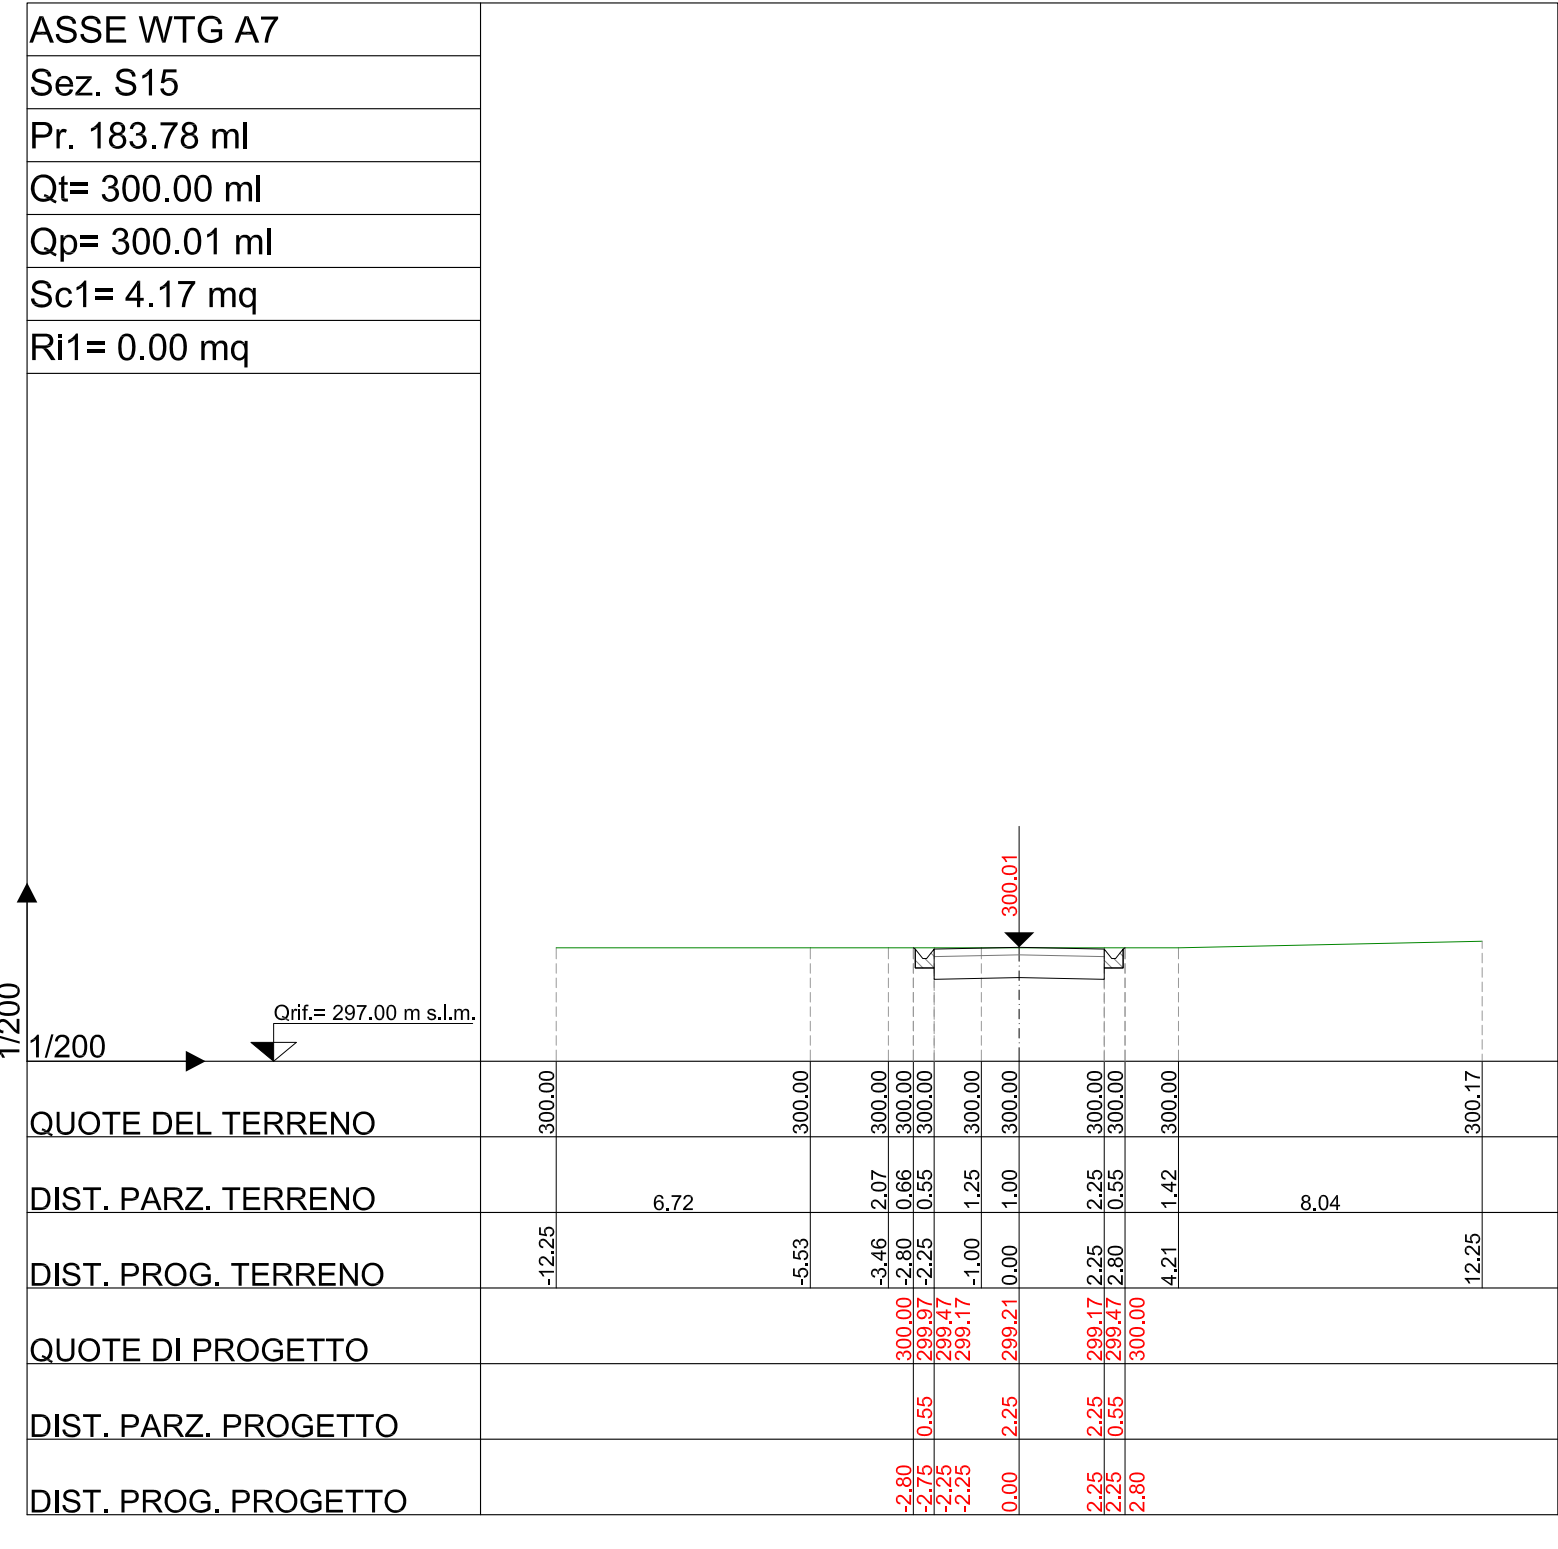 ASSE WTG A7
Sez. S15
Pr. 183.78 ml
Qt= 300.00 ml
Qp= 300.01 ml
Sc1= 4.17 mq
Ri1= 0.00 mq
300.01
1/200
Qrif.= 297.00 m s.l.m.
1/200
QUOTE DEL TERRENO 300.00 300.00 300.00 300.00 300.00 300.00 300.00 300.00 300.00 300.00 300.17
DIST. PARZ. TERRENO 6.72 2.07 0.66 0.55 1.25 1.00 2.25 0.55 1.42 8.04
DIST. PROG. TERRENO -12.25 -5.53 -3.46 -2.80 -2.25 -1.00 0.00 2.25 2.80 4.21 12.25
QUOTE DI PROGETTO 300.00 299.97 299.47 299.17 299.21 299.17 299.47 300.00
DIST. PARZ. PROGETTO 0.55 2.25 2.25 0.55
DIST. PROG. PROGETTO -2.80 -2.75 -2.25 -2.25 0.00 2.25 2.25 2.80